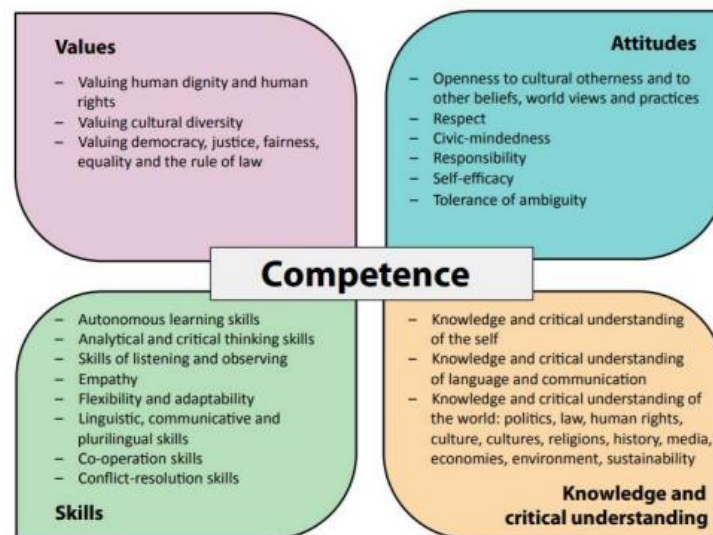 Values
– Valuing human dignity and human
rights
– Valuing cultural diversity
– Valuing democracy, justice, fairness,
equality and the rule of law
Attitudes
– Openness to cultural otherness and to
other beliefs, world views and practices
– Respect
– Civic-mindedness
– Responsibility
– Self-efficacy
– Tolerance of ambiguity
Competence
– Autonomous learning skills
– Analytical and critical thinking skills
– Skills of listening and observing
– Empathy
– Flexibility and adaptability
– Linguistic, communicative and
plurilingual skills
– Co-operation skills
– Conflict-resolution skills
Skills
– Knowledge and critical understanding
of the self
– Knowledge and critical understanding
of language and communication
– Knowledge and critical understanding of
the world: politics, law, human rights,
culture, cultures, religions, history, media,
economies, environment, sustainability
Knowledge and
critical understanding